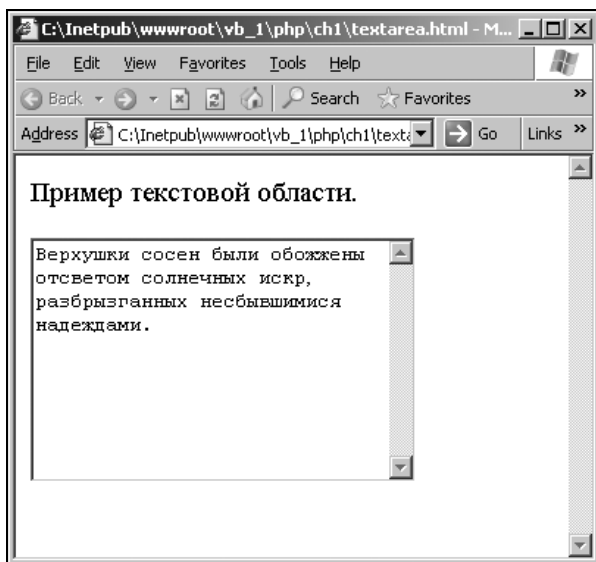 C:\Inetpub\wwwroot\vb_1\php\ch1\textarea.html - M...
File Edit View Favorites Tools Help
Back Search Favorites »
Address C:\Inetpub\wwwroot\vb_1\php\ch1\texta Go Links »
Пример текстовой области.
Верхушки сосен были обожжены
отсветом солнечных искр,
разбрызганных несбывшимися
надеждами.